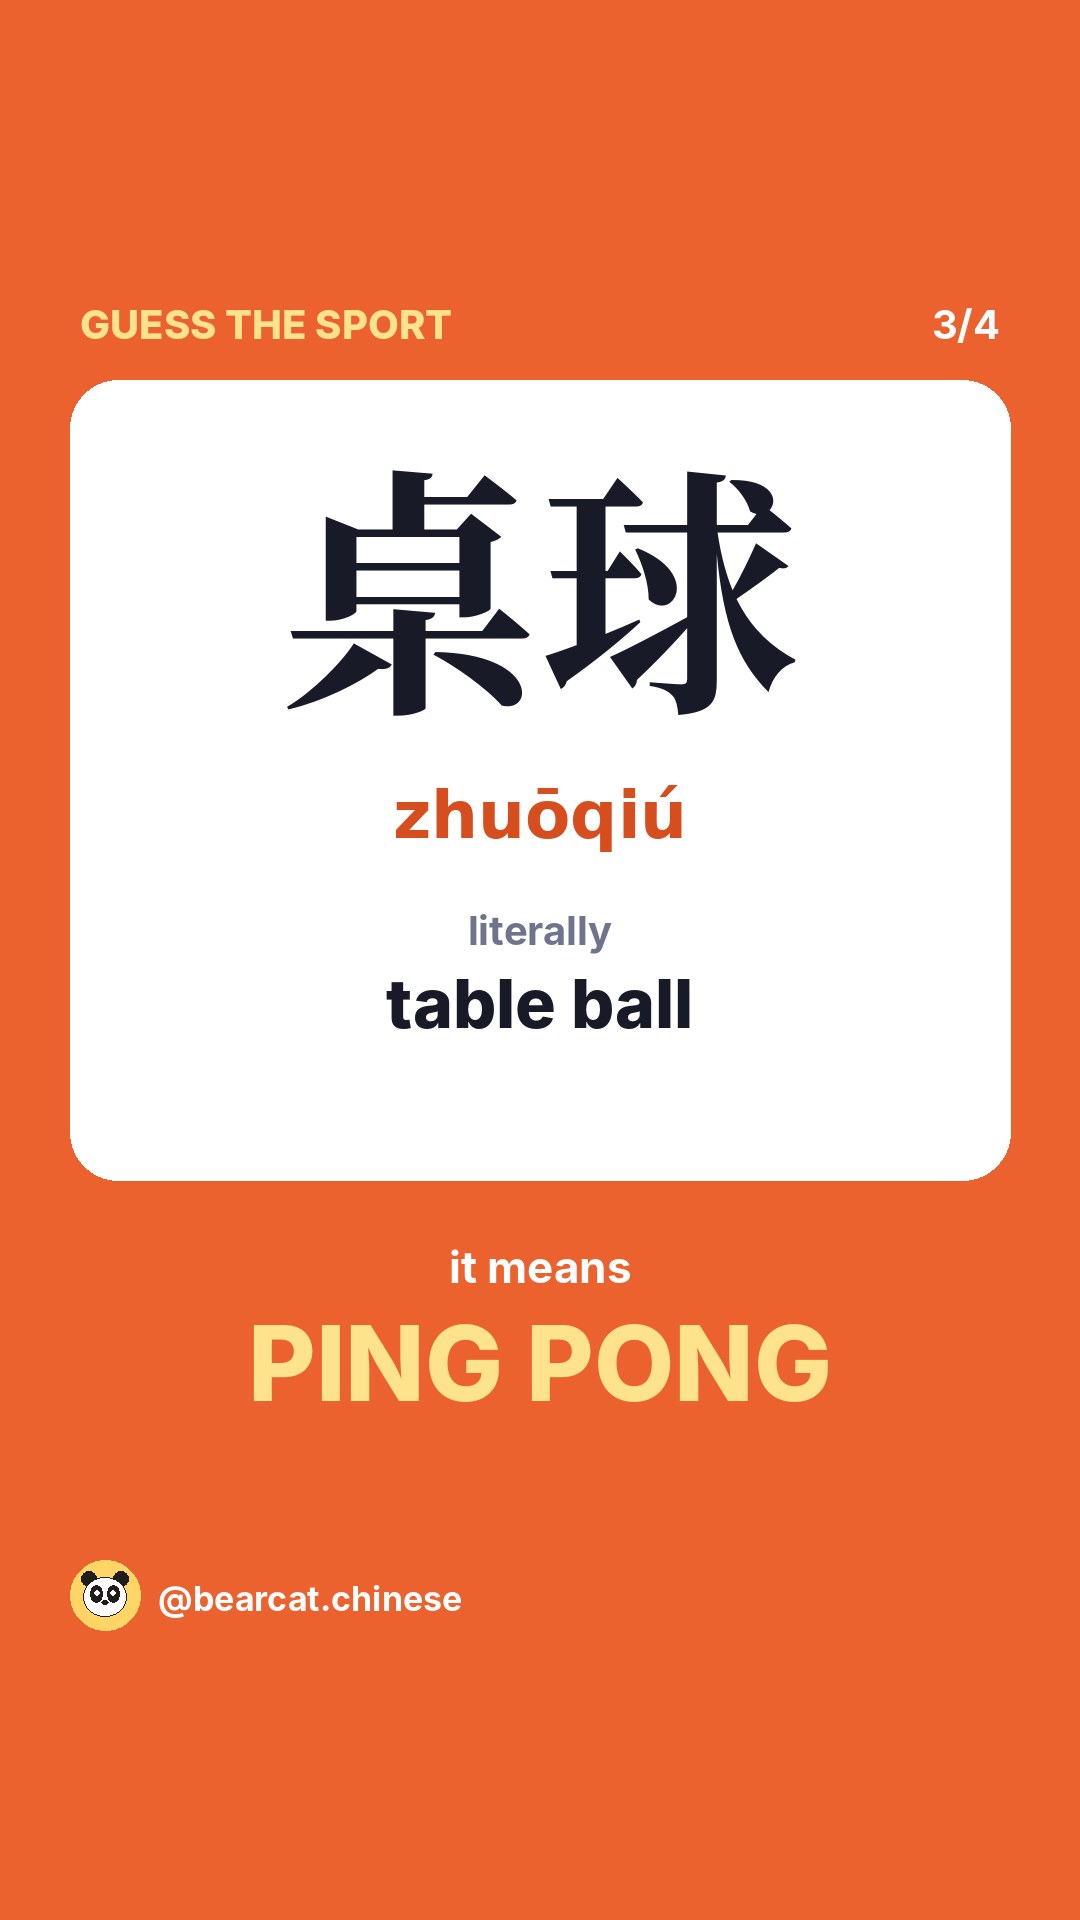 GUESS THE SPORT
3/4
桌球
zhuōqiú
literally
table ball
it means
PING PONG
@bearcat.chinese